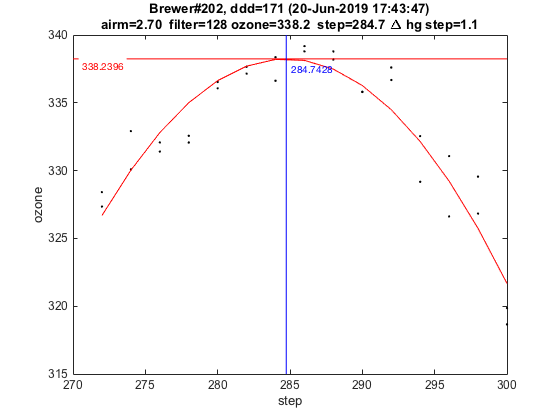 Brewer#202, ddd=171 (20-Jun-2019 17:43:47)
airm=2.70 filter=128 ozone=338.2 step=284.7 Δ hg step=1.1
340
338.2396
284.7428
335
330
ozone
325
320
315
270 275 280 285 290 295 300
step